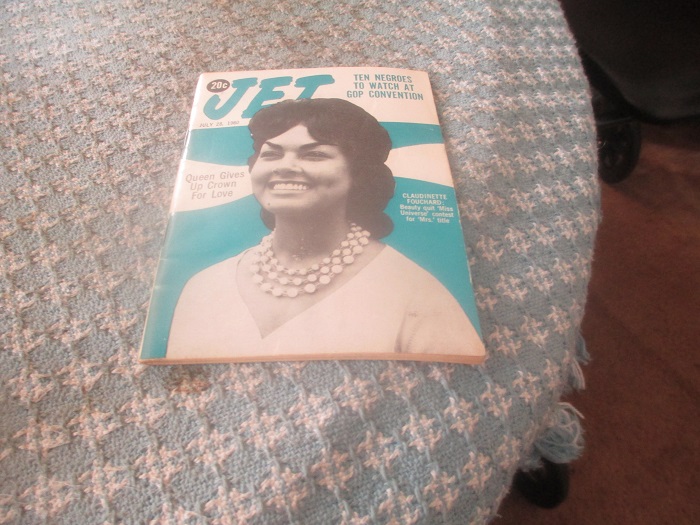 20c
JET
TEN NEGROES
TO WATCH AT
GOP CONVENTION
Queen Gives
Up Crown
For Love
CLAUDINETTE
FOUCHARD:
Beauty quit 'Miss
Universe' contest
for 'Mrs.' title